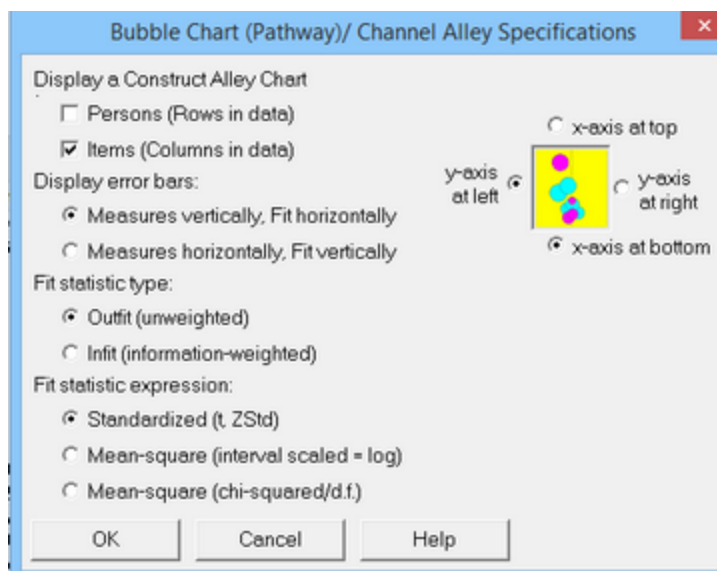 Bubble Chart (Pathway)/ Channel Alley Specifications
Display a Construct Alley Chart
Persons (Rows in data)
Items (Columns in data)
Display error bars:
Measures vertically, Fit horizontally
Measures horizontally, Fit vertically
Fit statistic type:
Outfit (unweighted)
Infit (information-weighted)
Fit statistic expression:
Standardized (t, ZStd)
Mean-square (interval scaled = log)
Mean-square (chi-squared/d.f.)
x-axis at top
y-axis
at left
y-axis
at right
x-axis at bottom
OK
Cancel
Help